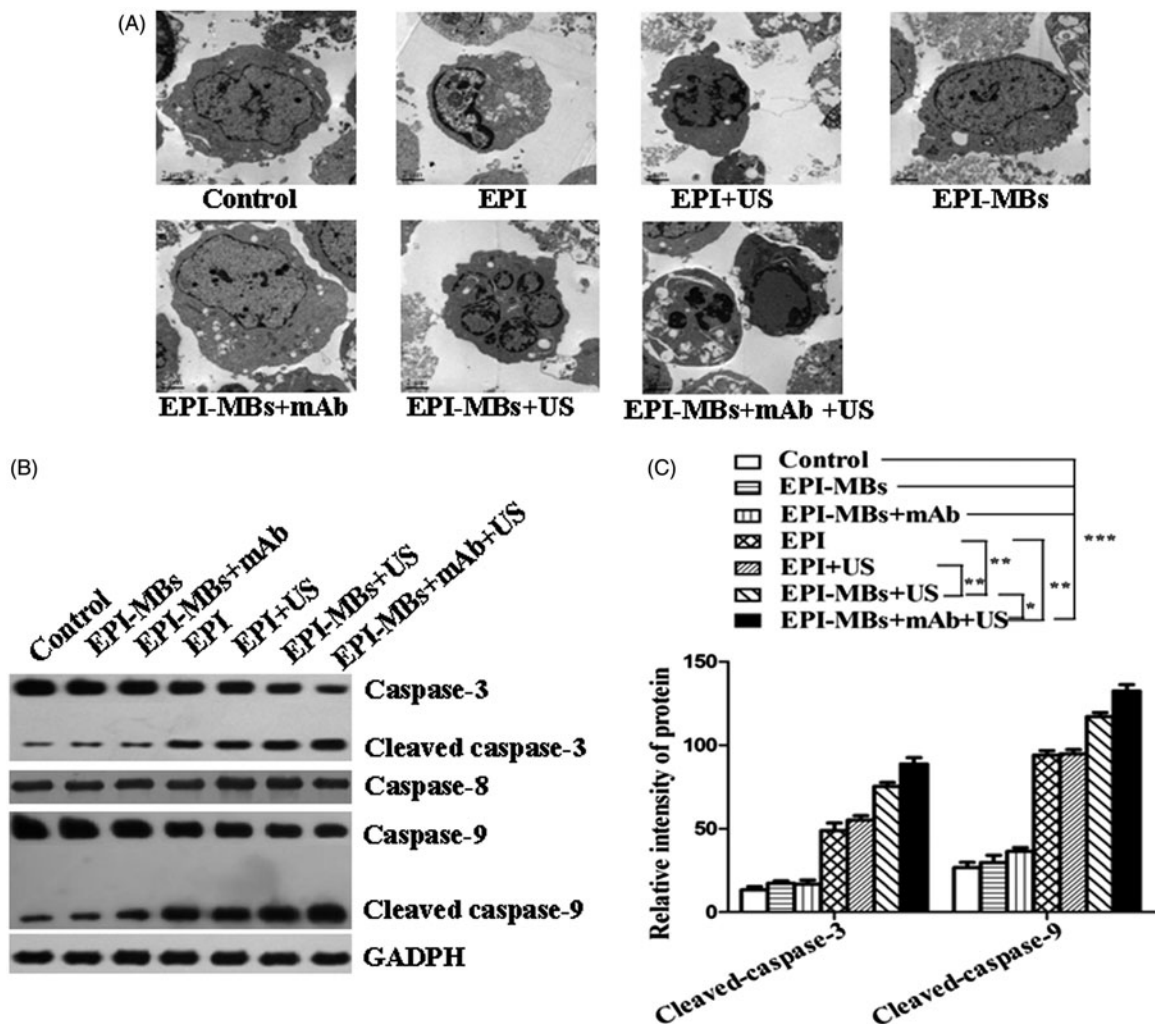 (A)
Control
EPI
EPI+US
EPI-MBs
EPI-MBs+mAb
EPI-MBs+US
EPI-MBs+mAb +US
(B)
Control
EPI-MBs
EPI-MBs+mAb
EPI
EPI+US
EPI-MBs+US
EPI-MBs+mAb+US
Caspase-3
Cleaved caspase-3
Caspase-8
Caspase-9
Cleaved caspase-9
GADPH
(C)
Control
EPI-MBs
EPI-MBs+mAb
EPI
EPI+US
EPI-MBs+US
EPI-MBs+mAb+US
***
**
**
**
*
Relative intensity of protein
150
100
50
0
Cleaved-caspase-3
Cleaved-caspase-9